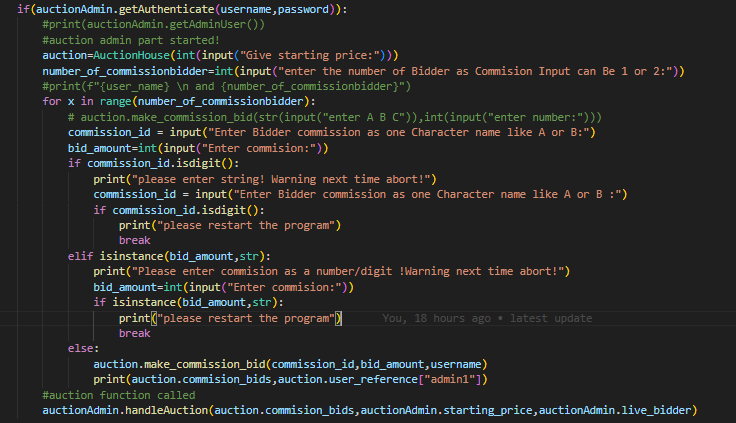 if(auctionAdmin.getAuthenticate(username,password)):
    #print(auctionAdmin.getAdminUser())
    #auction admin part started!
    auction=AuctionHouse(int(input("Give starting price:")))
    number_of_commissionbidder=int(input("enter the number of Bidder as Commision Input can Be 1 or 2:"))
    #print(f"{user_name} \n and {number_of_commissionbidder}")
    for x in range(number_of_commissionbidder):
        # auction.make_commission_bid(str(input("enter A B C")),int(input("enter number:")))
        commission_id = input("Enter Bidder commission as one Character name like A or B:")
        bid_amount=int(input("Enter commision:"))
        if commission_id.isdigit():
            print("please enter string! Warning next time abort!")
            commission_id = input("Enter Bidder commission as one Character name like A or B :")
            if commission_id.isdigit():
                print("please restart the program")
                break
        elif isinstance(bid_amount,str):
            print("Please enter commision as a number/digit !Warning next time abort!")
            bid_amount=int(input("Enter commision:"))
            if isinstance(bid_amount,str):
                print("please restart the program")    You, 18 hours ago • latest update
                break
        else:
            auction.make_commission_bid(commission_id,bid_amount,username)
            print(auction.commision_bids,auction.user_reference["admin1"])
    #auction function called
    auctionAdmin.handleAuction(auction.commision_bids,auctionAdmin.starting_price,auctionAdmin.live_bidder)